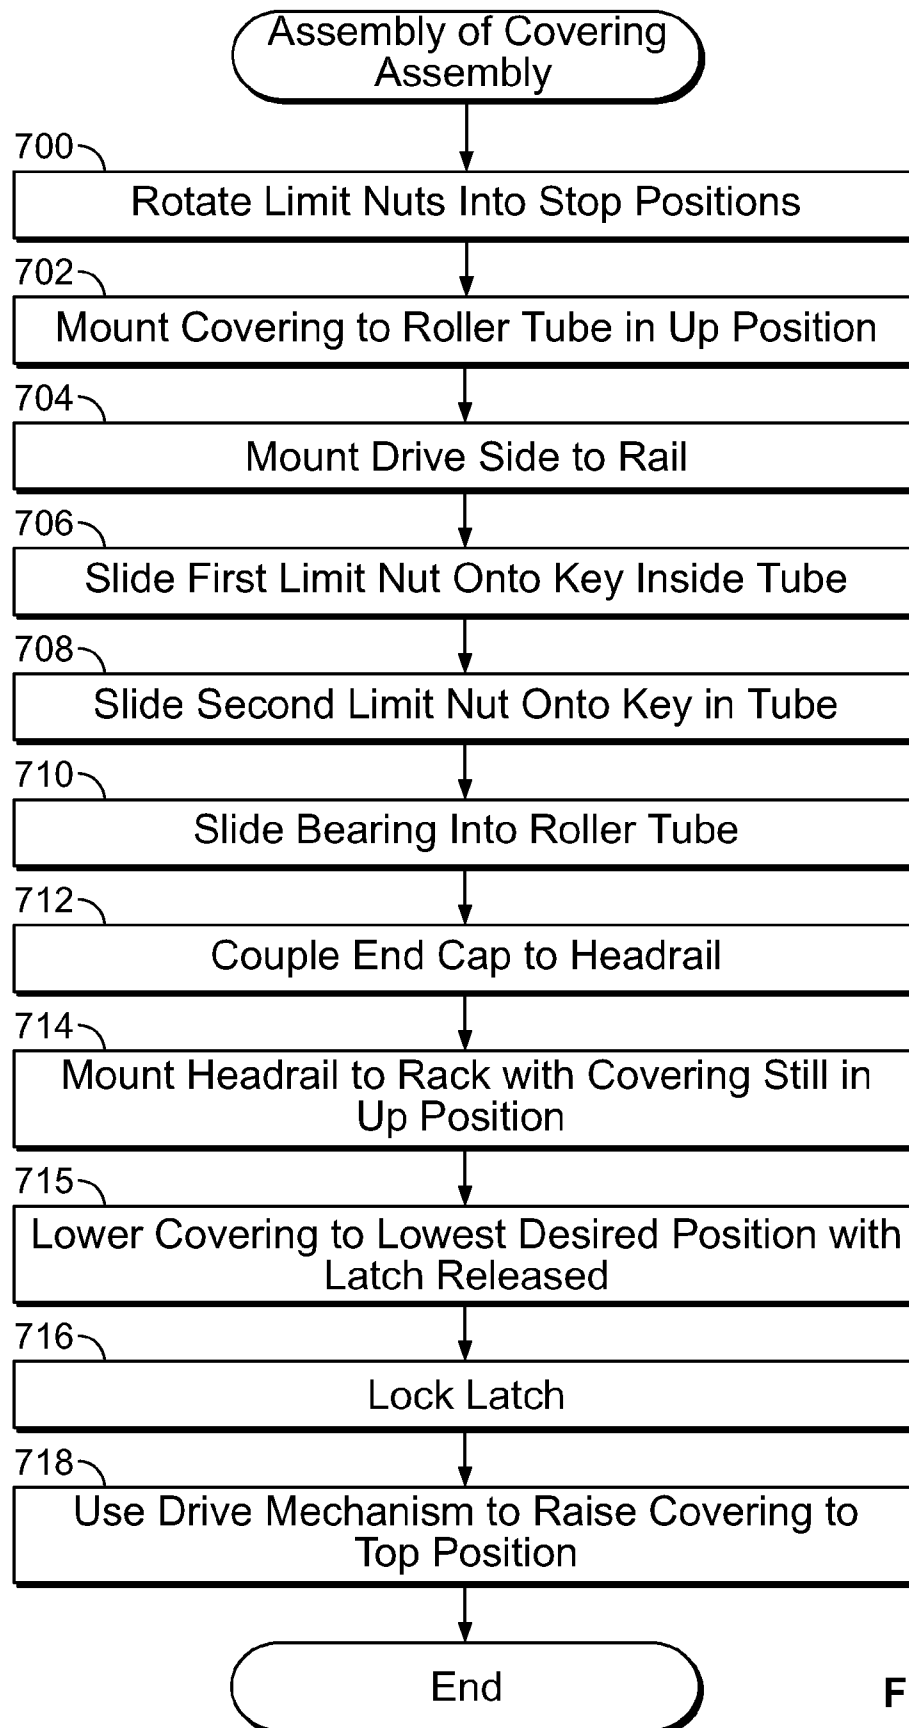 Assembly of Covering
Assembly
700
Rotate Limit Nuts Into Stop Positions
702
Mount Covering to Roller Tube in Up Position
704
Mount Drive Side to Rail
706
Slide First Limit Nut Onto Key Inside Tube
708
Slide Second Limit Nut Onto Key in Tube
710
Slide Bearing Into Roller Tube
712
Couple End Cap to Headrail
714
Mount Headrail to Rack with Covering Still in
Up Position
715
Lower Covering to Lowest Desired Position with
Latch Released
716
Lock Latch
718
Use Drive Mechanism to Raise Covering to
Top Position
End
F